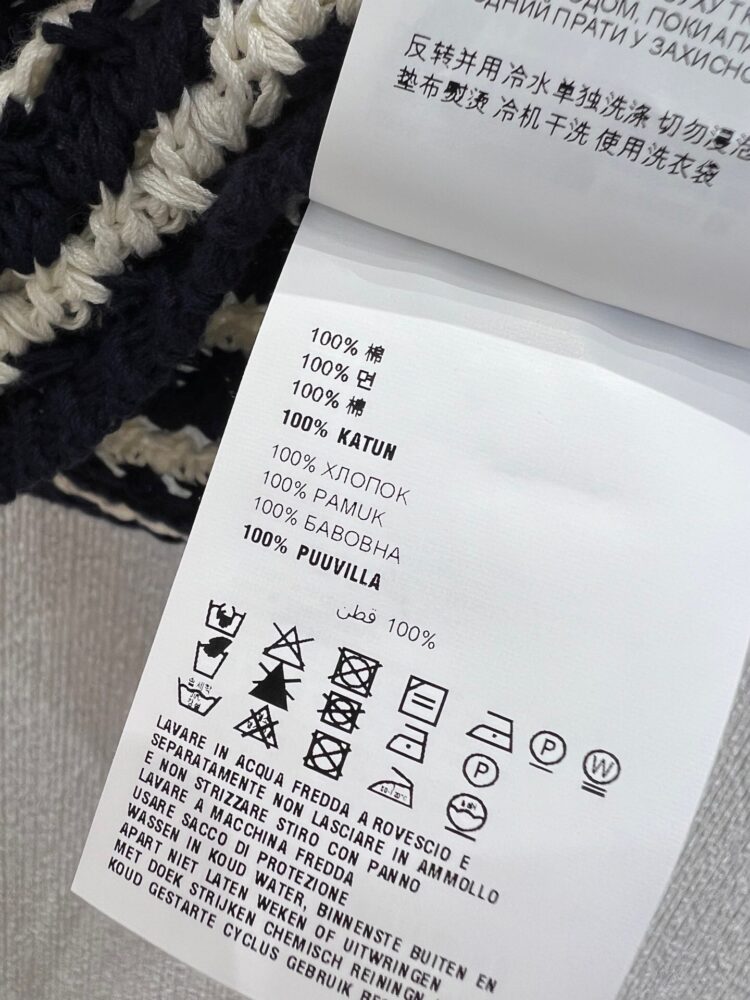 ОДОМ, ПОКИ АПА
ПРАТИ У ЗАХИСНО
反转并用 冷水 单独洗涤 切勿浸泡
垫布熨烫 冷机干洗 使用洗衣袋
100% 棉
100% 면
100% 棉
100% KATUN
100% ХЛОПОК
100% PAMUK
100% БАВОВНА
100% PUUVILLA
100% قطن
P
W
P
LAVARE IN ACQUA FREDDA A ROVESCIO E
SEPARATAMENTE NON LASCIARE IN AMMOLLO
E NON STRIZZARE STIRO CON PANNO
LAVARE A MACCHINA FREDDA
USARE SACCO DI PROTEZIONE
WASSEN IN KOUD WATER, BINNENSTE BUITEN EN
APART NIET LATEN WEKEN OF UITWRINGEN
MET DOEK STRIJKEN CHEMISCH REININGN
KOUD GESTARTE CYCLUS GEBRUIK